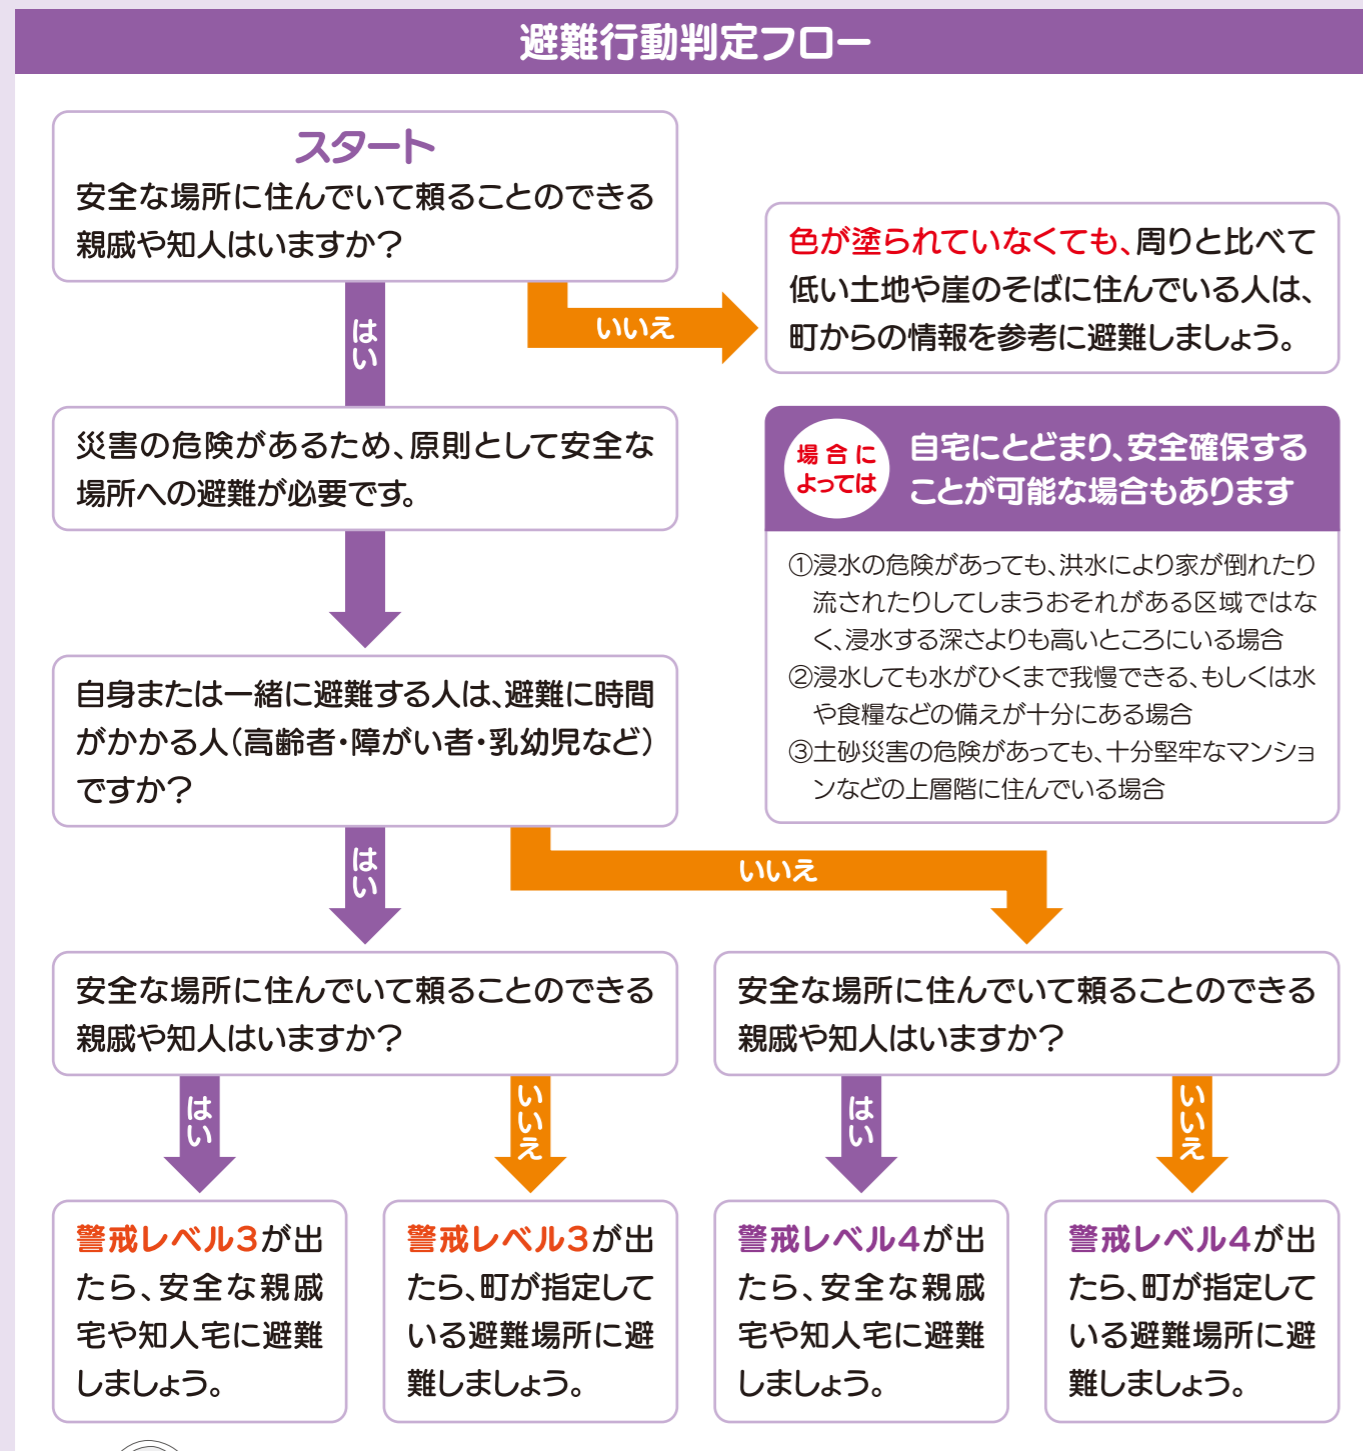 避難行動判定フロー
スタート
安全な場所に住んでいて頼ることのできる
親戚や知人はいますか？
はい
いいえ
色が塗られていなくても、周りと比べて
低い土地や崖のそばに住んでいる人は、
町からの情報を参考に避難しましょう。
災害の危険があるため、原則として安全な
場所への避難が必要です。
場合に
よっては
自宅にとどまり、安全確保する
ことが可能な場合もあります
①浸水の危険があっても、洪水により家が倒れたり
流されたりしてしまうおそれがある区域ではな
く、浸水する深さよりも高いところにいる場合
②浸水しても水がひくまで我慢できる、もしくは水
や食糧などの備えが十分にある場合
③土砂災害の危険があっても、十分堅牢なマンショ
ンなどの上層階に住んでいる場合
自身または一緒に避難する人は、避難に時間
がかかる人（高齢者・障がい者・乳幼児など）
ですか？
はい
いいえ
安全な場所に住んでいて頼ることのできる
親戚や知人はいますか？
安全な場所に住んでいて頼ることのできる
親戚や知人はいますか？
はい
いいえ
はい
いいえ
警戒レベル3が出
たら、安全な親戚
宅や知人宅に避難
しましょう。
警戒レベル3が出
たら、町が指定して
いる避難場所に避
難しましょう。
警戒レベル4が出
たら、安全な親戚
宅や知人宅に避難
しましょう。
警戒レベル4が出
たら、町が指定して
いる避難場所に避
難しましょう。